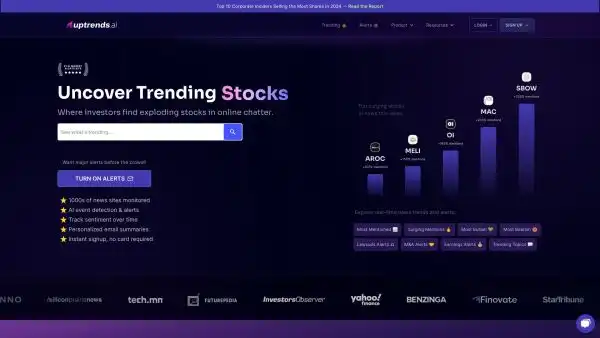 Top 10 Corporate Insiders Selling the Most Shares in 2024 → Read the Report
uptrends.ai
Trending
Alerts
Product
Resources
LOGIN
SIGN UP
Uncover Trending Stocks
Where investors find exploding stocks in online chatter.
See what's trending...
Want major alerts before the crowd?
TURN ON ALERTS
1000s of news sites monitored
AI event detection & alerts
Track sentiment over time
Personalized email summaries
Instant signup, no card required
Top surging stocks
in news this week
AROC
MELI
OI
MAC
SBOW
Explore real-time news trends and alerts:
Most Mentioned
Surging Mentions
Most Bullish
Most Bearish
Lawsuits Alerts
M&A Alerts
Earnings Alerts
Trending Topics
NNO
siliconprairienews
tech.mn
FUTUREPEDIA
InvestorsObserver
yahoo!
finance
BENZINGA
Finovate
StarTribune